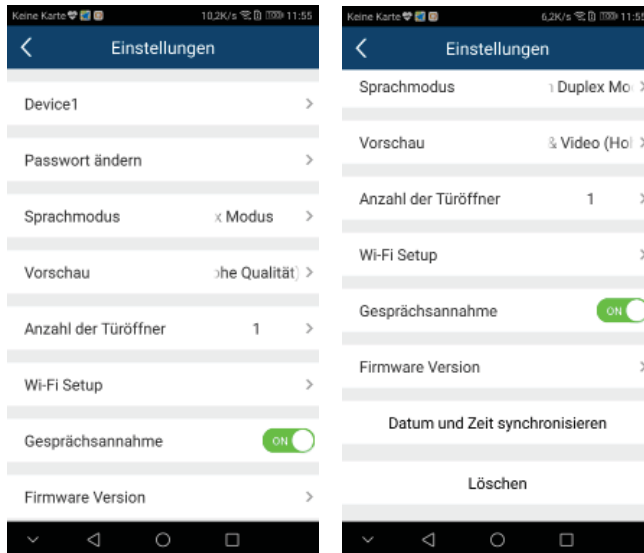 Keine Karte 10,2K/s 11:55
Einstellungen
Device1
Passwort ändern
Sprachmodus x Modus
Vorschau ohe Qualität)
Anzahl der Türöffner 1
Wi-Fi Setup
Gesprächsannahme ON
Firmware Version
Keine Karte 6,2K/s 11:55
Einstellungen
Sprachmodus Duplex Mo
Vorschau & Video (Ho
Anzahl der Türöffner 1
Wi-Fi Setup
Gesprächsannahme ON
Firmware Version
Datum und Zeit synchronisieren
Löschen